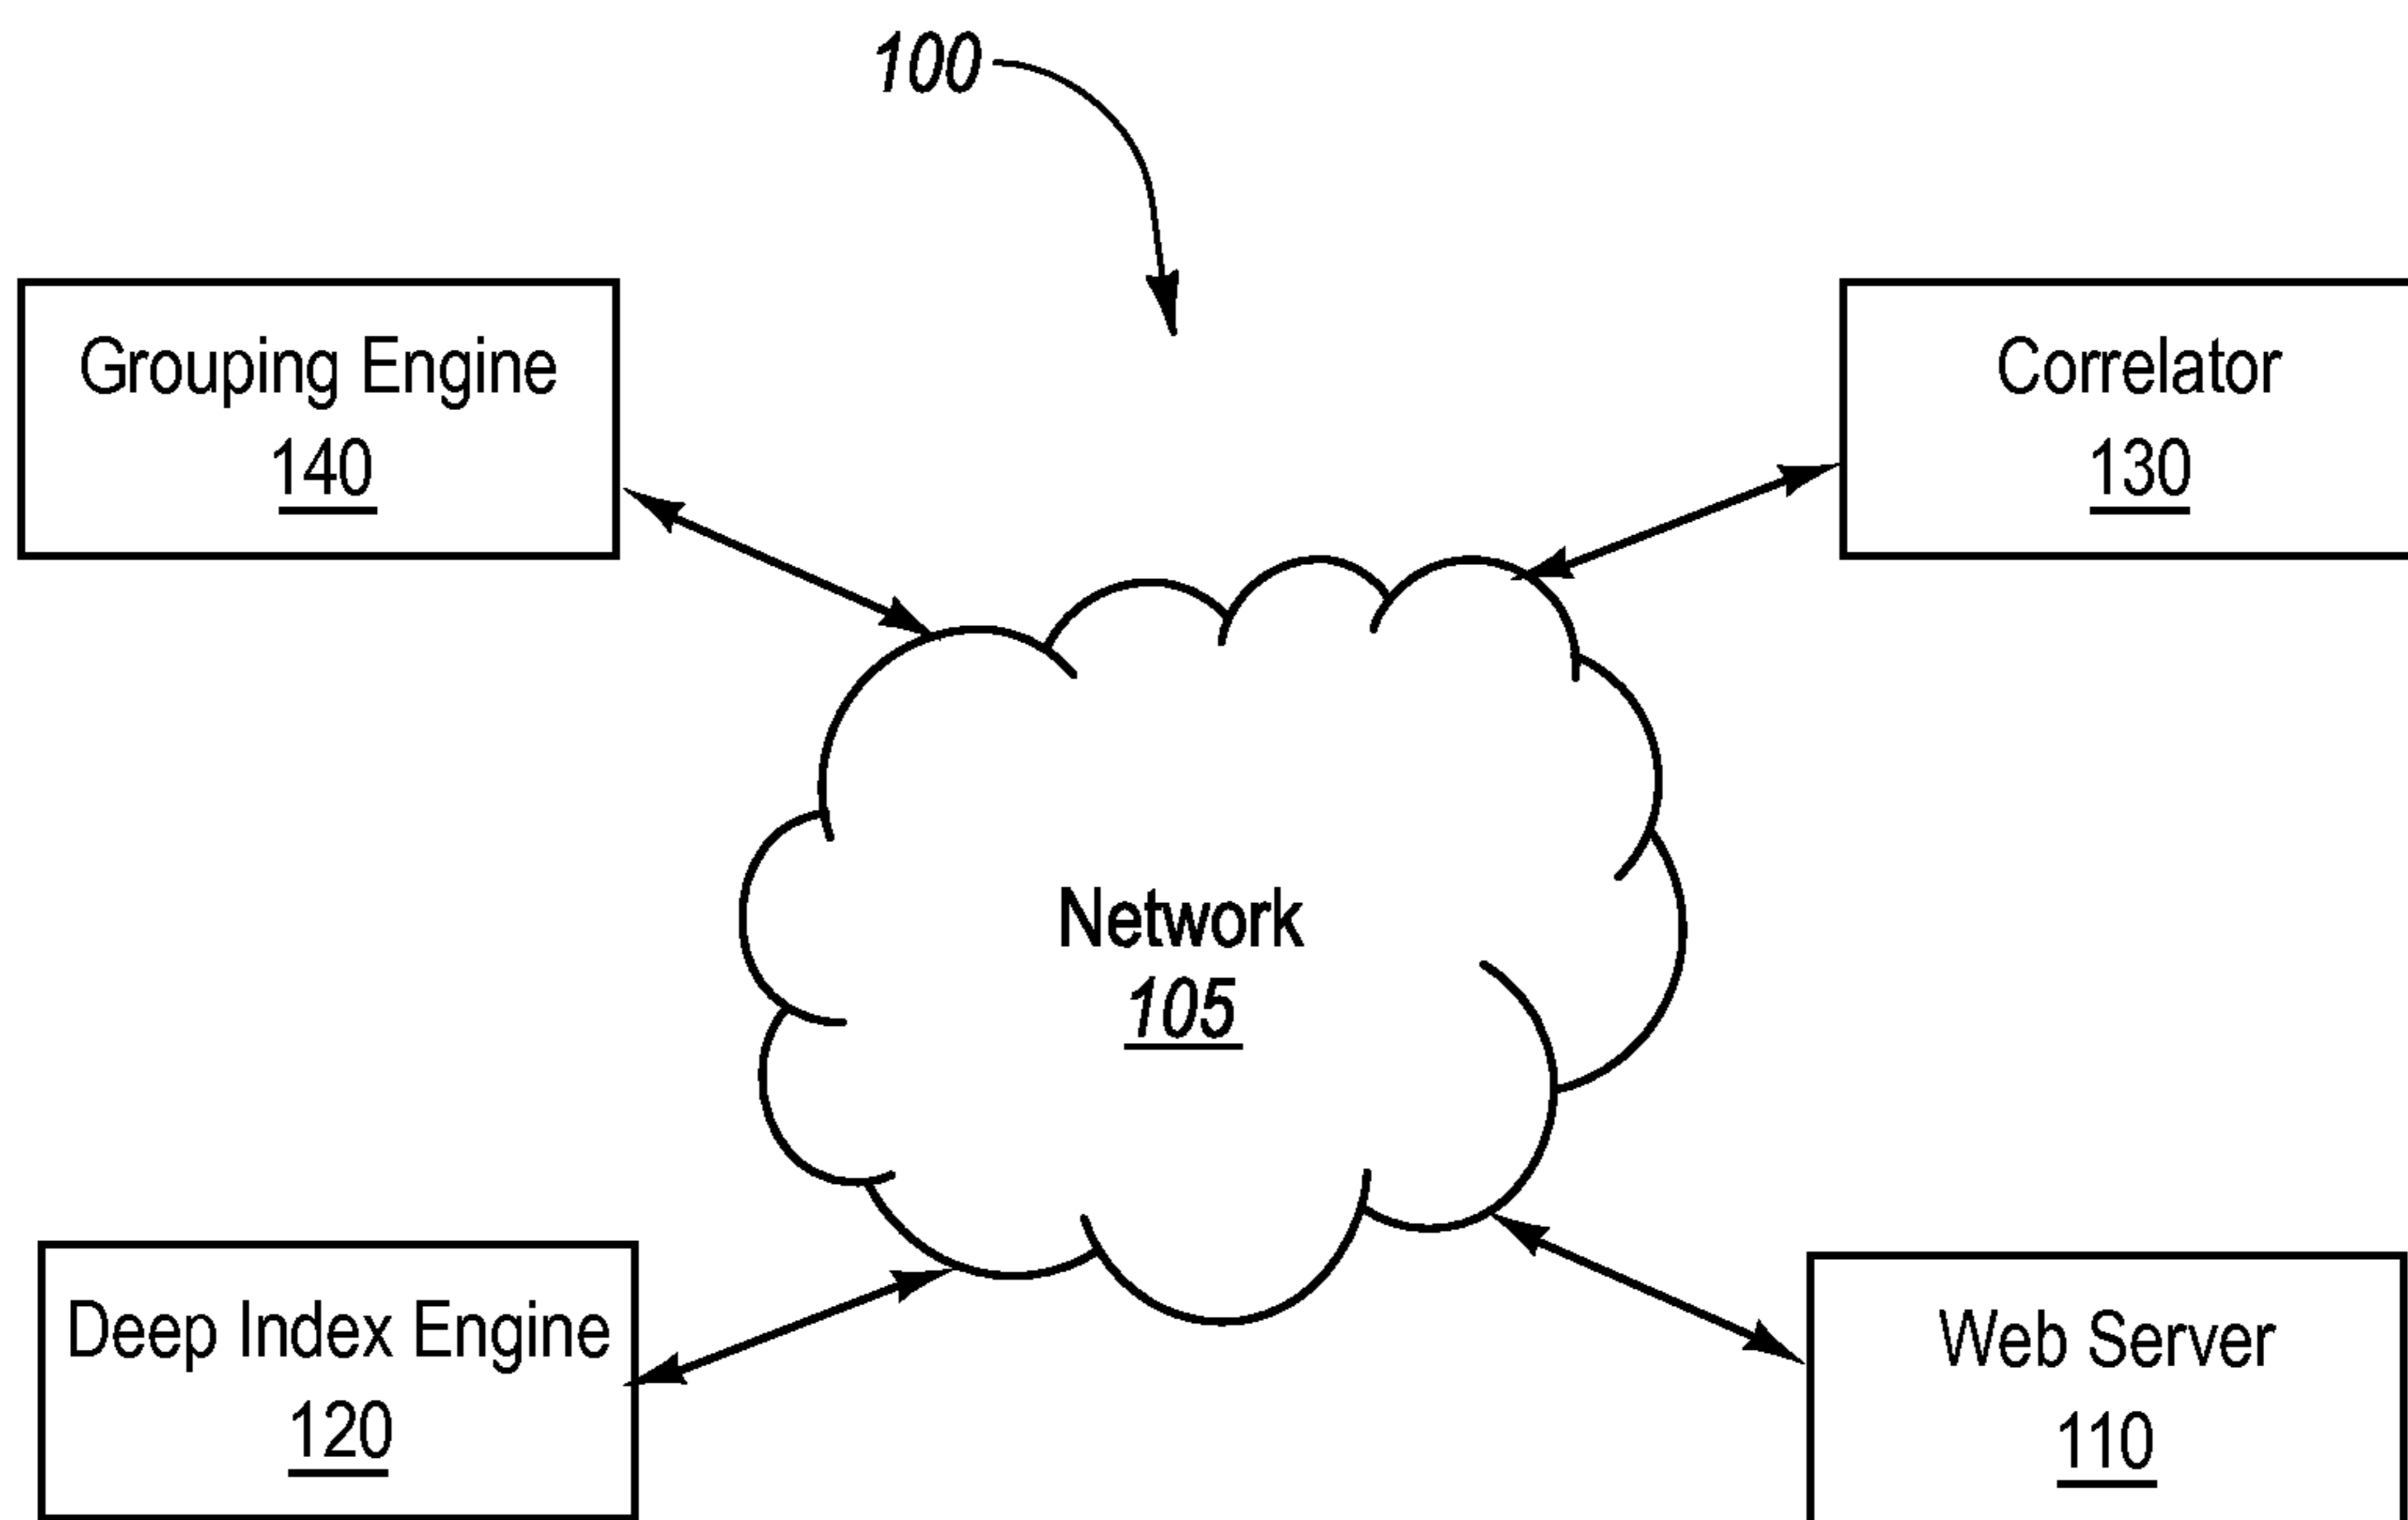 100
Grouping Engine
140
Correlator
130
Network
105
Deep Index Engine
120
Web Server
110